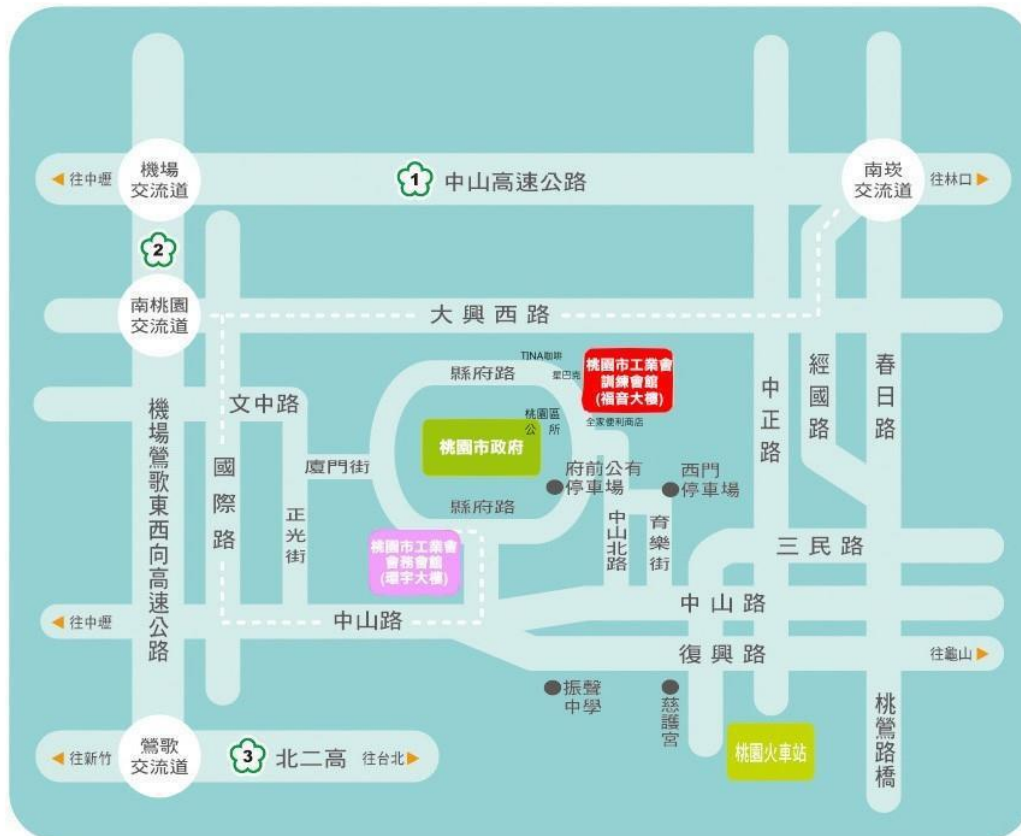 機場
交流道
往中壢
1
中山高速公路
南崁
交流道
往林口
2
南桃園
交流道
大興西路
TINA咖啡
星巴克
桃園市工業會
訓練會館
(福音大樓)
縣府路
文中路
桃園區
公所
全家便利商店
桃園市政府
中正路
經國路
春日路
廈門街
府前公有
停車場
西門
停車場
國際路
機場鶯歌東西向高速公路
縣府路
正光街
桃園市工業會
會務會館
(環宇大樓)
中山北路
育樂街
三民路
往中壢
中山路
中山路
復興路
往龜山
振聲
中學
慈護宮
桃鶯路橋
桃園火車站
往新竹
鶯歌
交流道
3
北二高
往台北